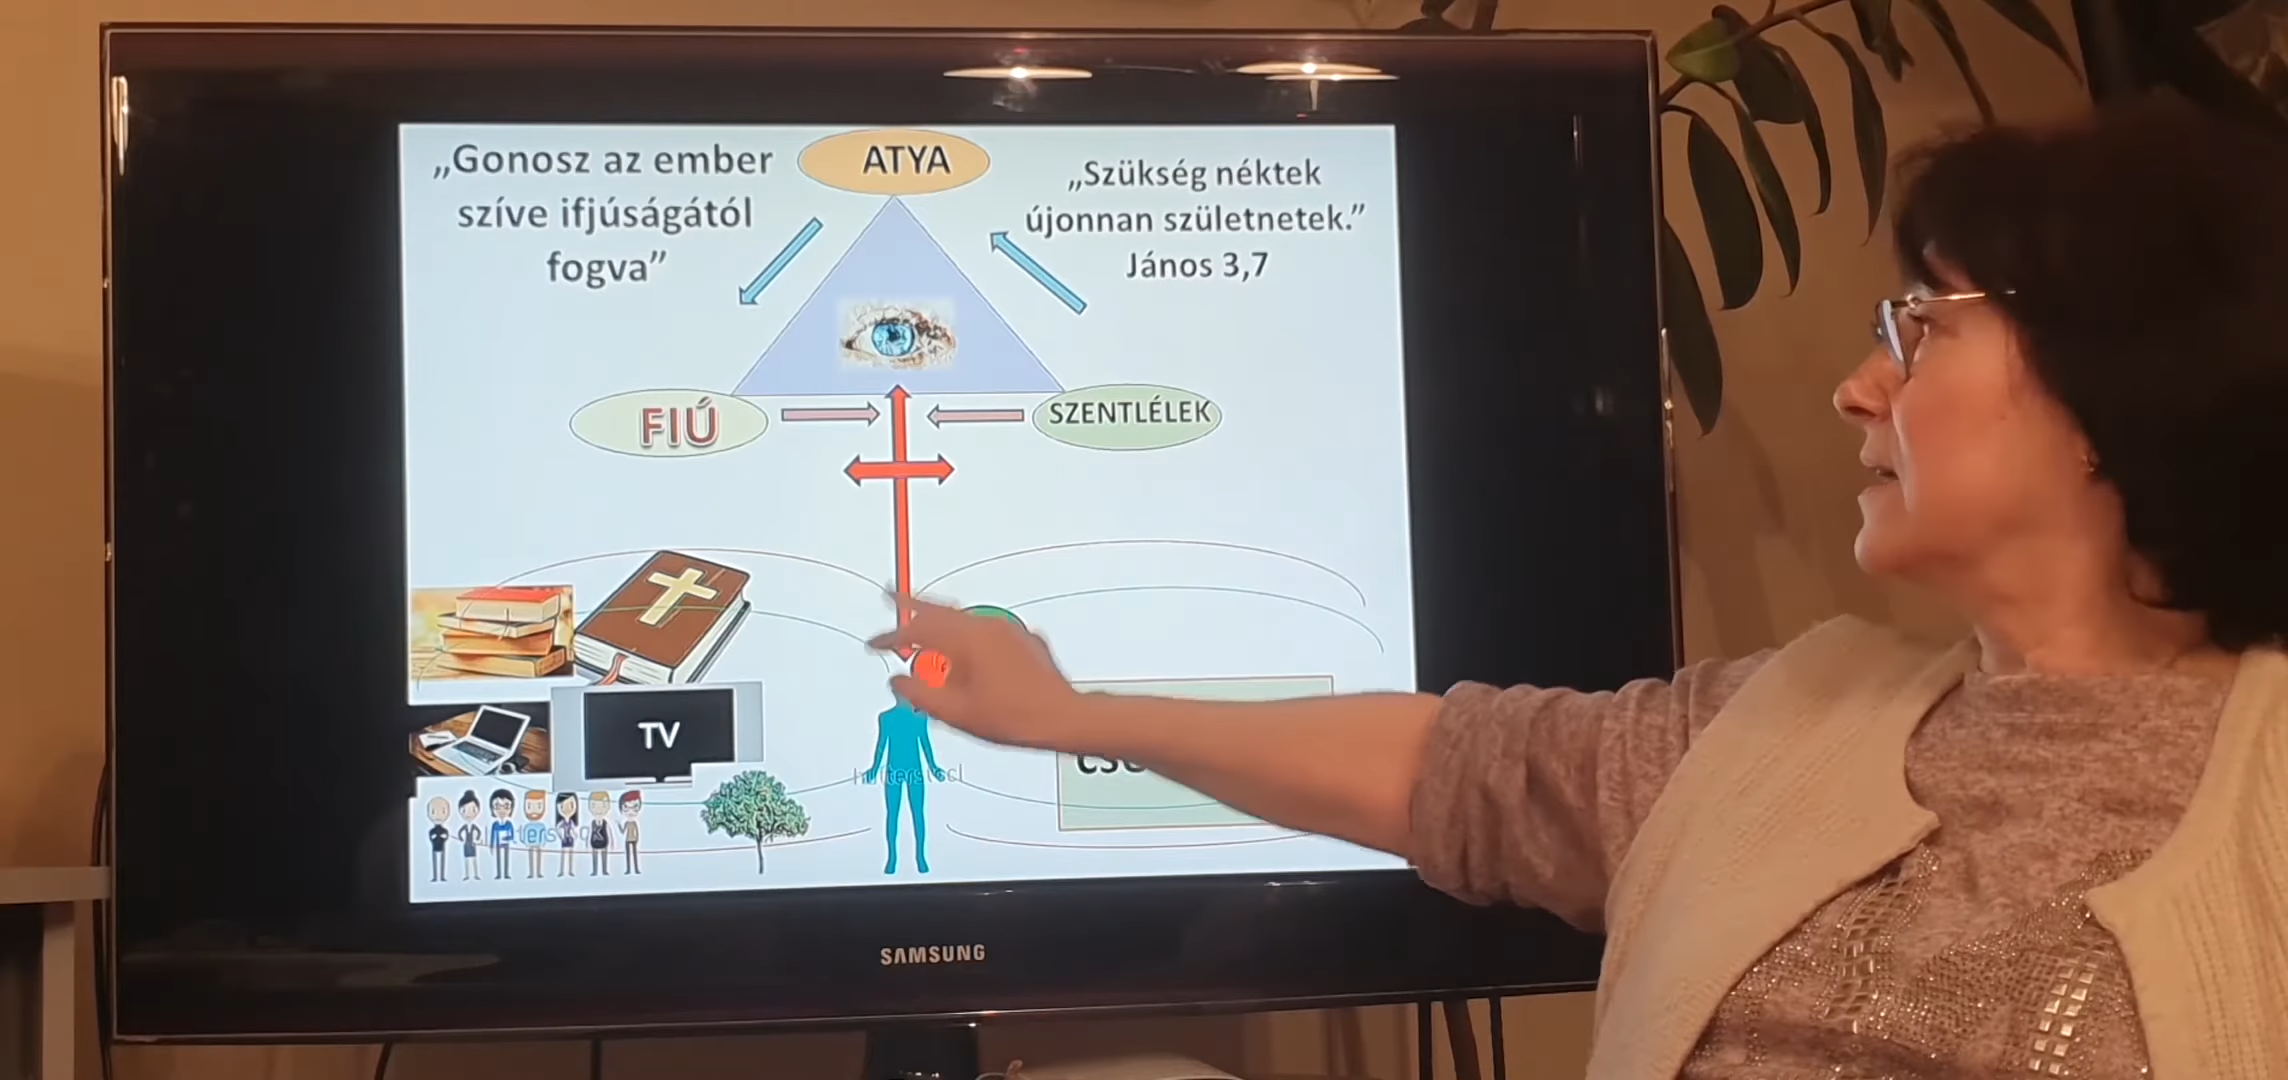 „Gonosz az ember
szíve ifjúságától
fogva”
ATYA
„Szükség néktek
újonnan születnetek.”
János 3,7
FIÚ
SZENTLÉLEK
TV
SAMSUNG